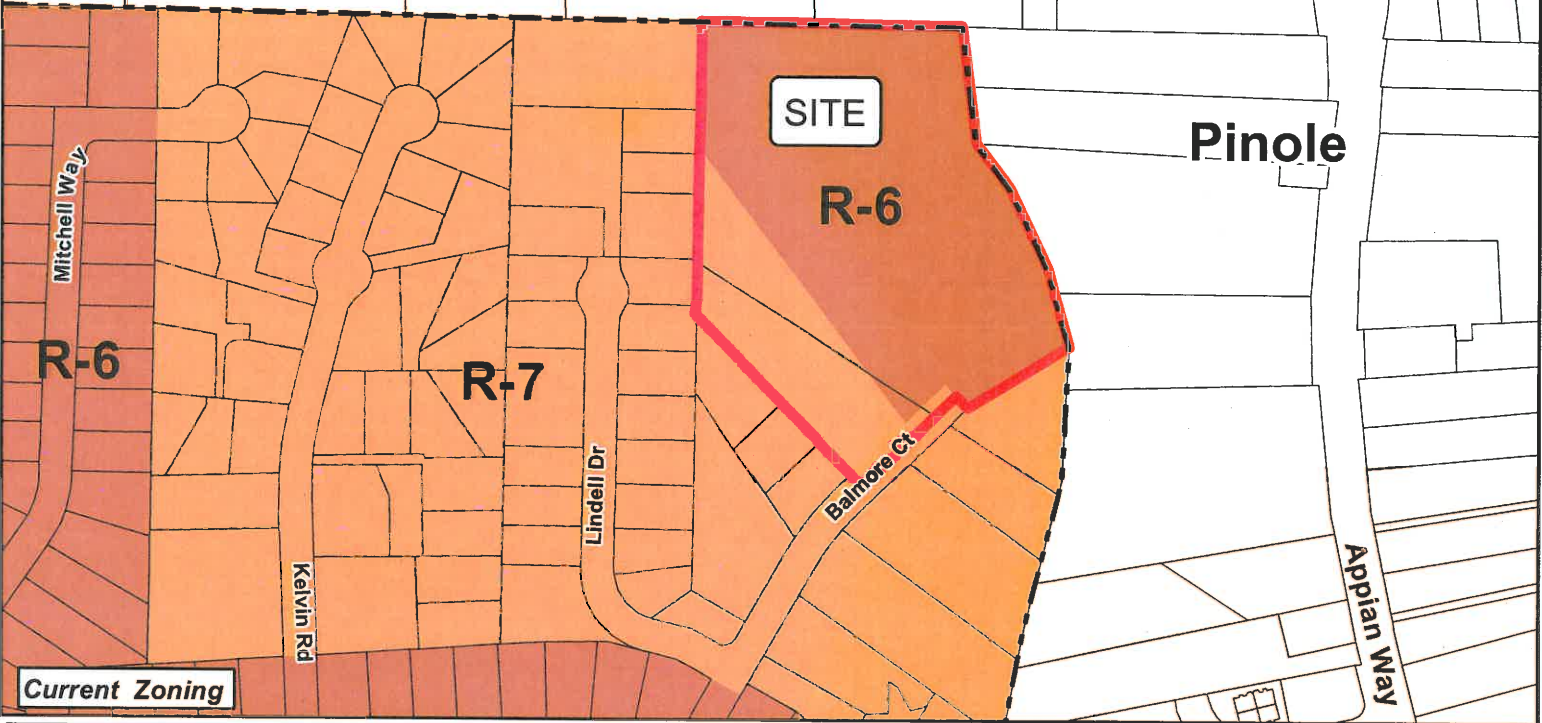 SITE
Pinole
Mitchell Way
R-6
R-6
R-7
Lindell Dr
Balmore Ct
Kelvin Rd
Appian Way
Current Zoning